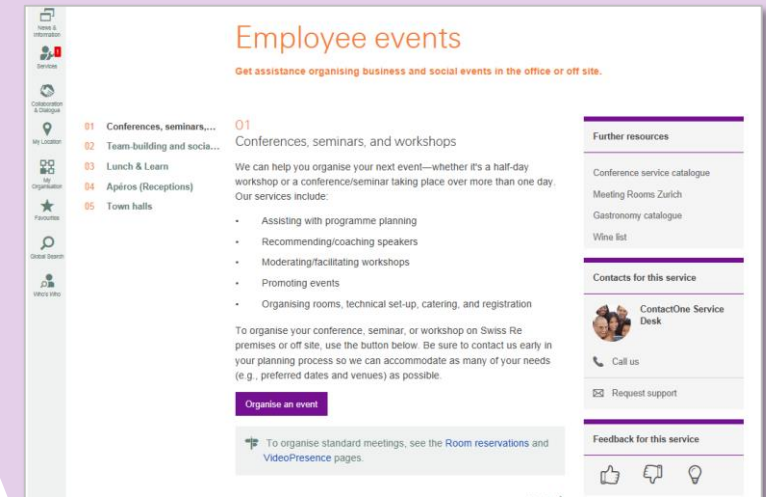 News &
Information
Services
Collaboration
& Dialogue
My Location
My
Organisation
Favourites
Global Search
Who's Who
Employee events
Get assistance organising business and social events in the office or off site.
01 Conferences, seminars,...
02 Team-building and socia...
03 Lunch & Learn
04 Apéros (Receptions)
05 Town halls
01
Conferences, seminars, and workshops
We can help you organise your next event—whether it's a half-day
workshop or a conference/seminar taking place over more than one day.
Our services include:
• Assisting with programme planning
• Recommending/coaching speakers
• Moderating/facilitating workshops
• Promoting events
• Organising rooms, technical set-up, catering, and registration
To organise your conference, seminar, or workshop on Swiss Re
premises or off site, use the button below. Be sure to contact us early in
your planning process so we can accommodate as many of your needs
(e.g., preferred dates and venues) as possible.
Organise an event
To organise standard meetings, see the Room reservations and
VideoPresence pages.
Further resources
Conference service catalogue
Meeting Rooms Zurich
Gastronomy catalogue
Wine list
Contacts for this service
ContactOne Service
Desk
Call us
Request support
Feedback for this service